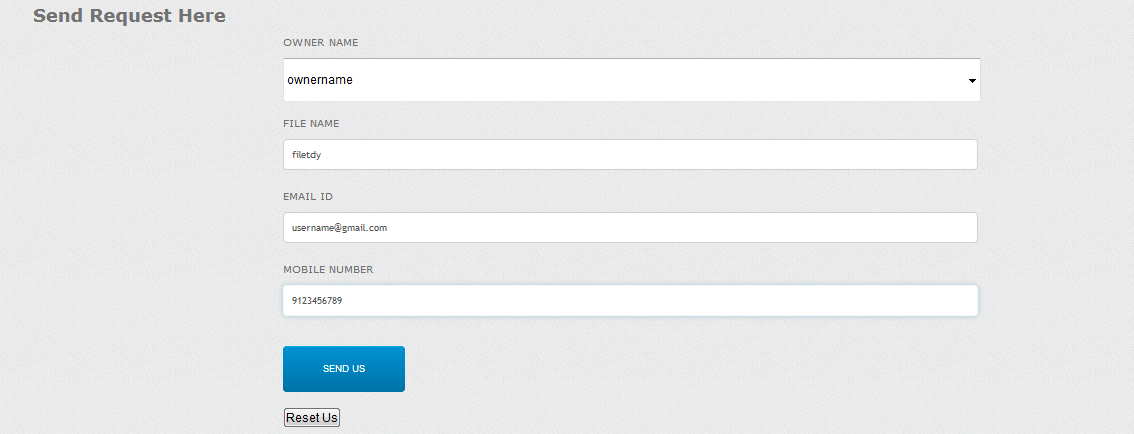 Send Request Here
OWNER NAME
ownername
FILE NAME
filetdy
EMAIL ID
username@gmail.com
MOBILE NUMBER
9123456789
SEND US
Reset Us